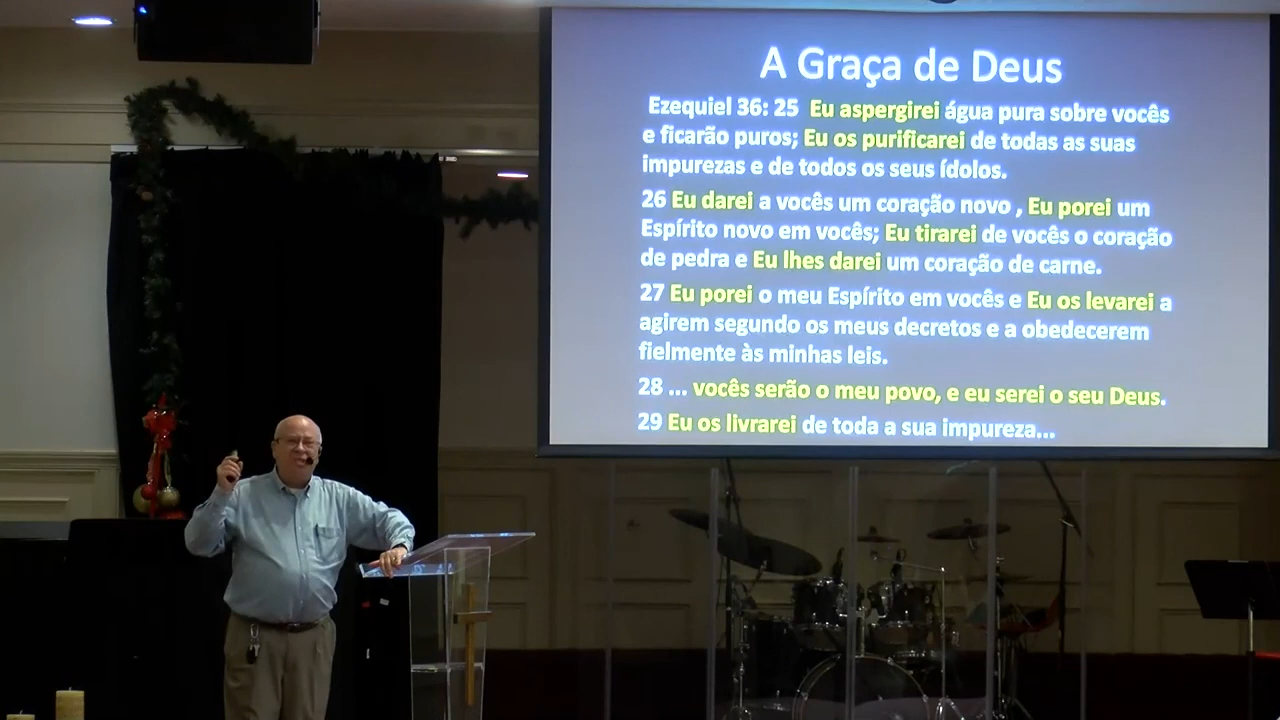 A Graça de Deus
Ezequiel 36: 25 Eu aspergirei água pura sobre vocês
e ficarão puros; Eu os purificarei de todas as suas
impurezas e de todos os seus ídolos.
26 Eu darei a vocês um coração novo , Eu porei um
Espírito novo em vocês; Eu tirarei de vocês o coração
de pedra e Eu lhes darei um coração de carne.
27 Eu porei o meu Espírito em vocês e Eu os levarei a
agirem segundo os meus decretos e a obedecerem
fielmente às minhas leis.
28 ... vocês serão o meu povo, e eu serei o seu Deus.
29 Eu os livrarei de toda a sua impureza...